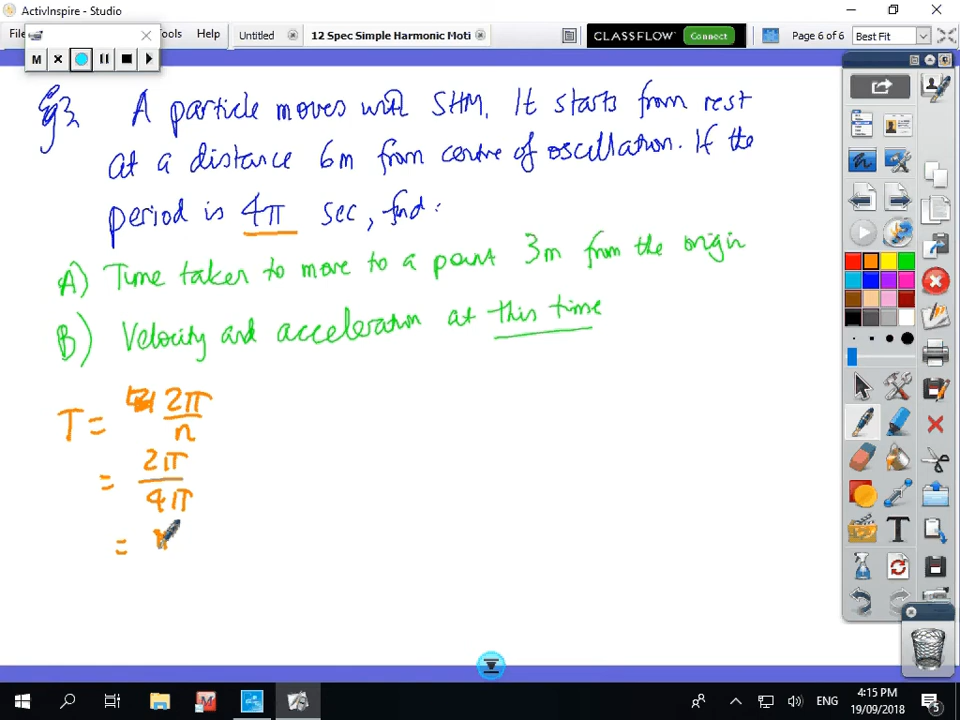 ActivInspire - Studio
File
Tools
Help
Untitled
12 Spec Simple Harmonic Moti
CLASSFLOW
Connect
Page 6 of 6
Best Fit
M
Eg3 A particle moves with SHM. It starts from rest
at a distance 6m from centre of oscillation. If the
period is 4π sec, find:
A) Time taken to move to a point 3m from the origin
B) Velocity and acceleration at this time
T = 2π/n
= 2π/4π
=
ENG
4:15 PM
19/09/2018
5